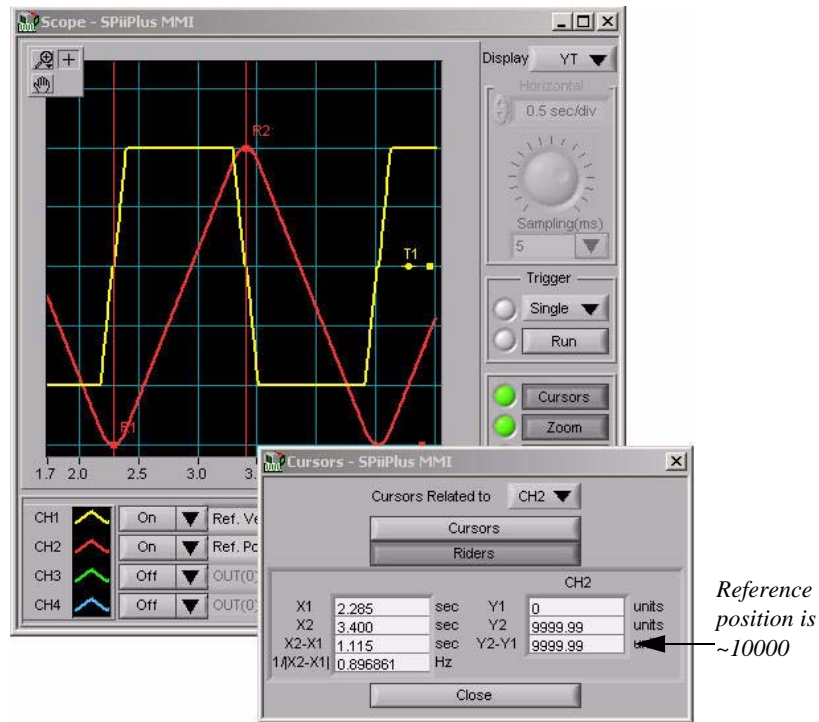 Scope - SPiiPlus MMI
Display YT
Horizontal
0.5 sec/div
Sampling(ms)
5
R2
T1
R1
Trigger
Single
Run
Cursors
Zoom
1.7 2.0 2.5 3.0 3.
CH1 On Ref. Ve
CH2 On Ref. Po
CH3 Off OUT(0)
CH4 Off OUT(0)
Cursors - SPiiPlus MMI
Cursors Related to CH2
Cursors
Riders
CH2
X1 2.285 sec Y1 0 units
X2 3.400 sec Y2 9999.99 units
X2-X1 1.115 sec Y2-Y1 9999.99
1/|X2-X1| 0.896861 Hz
Close
Reference
position is
~10000